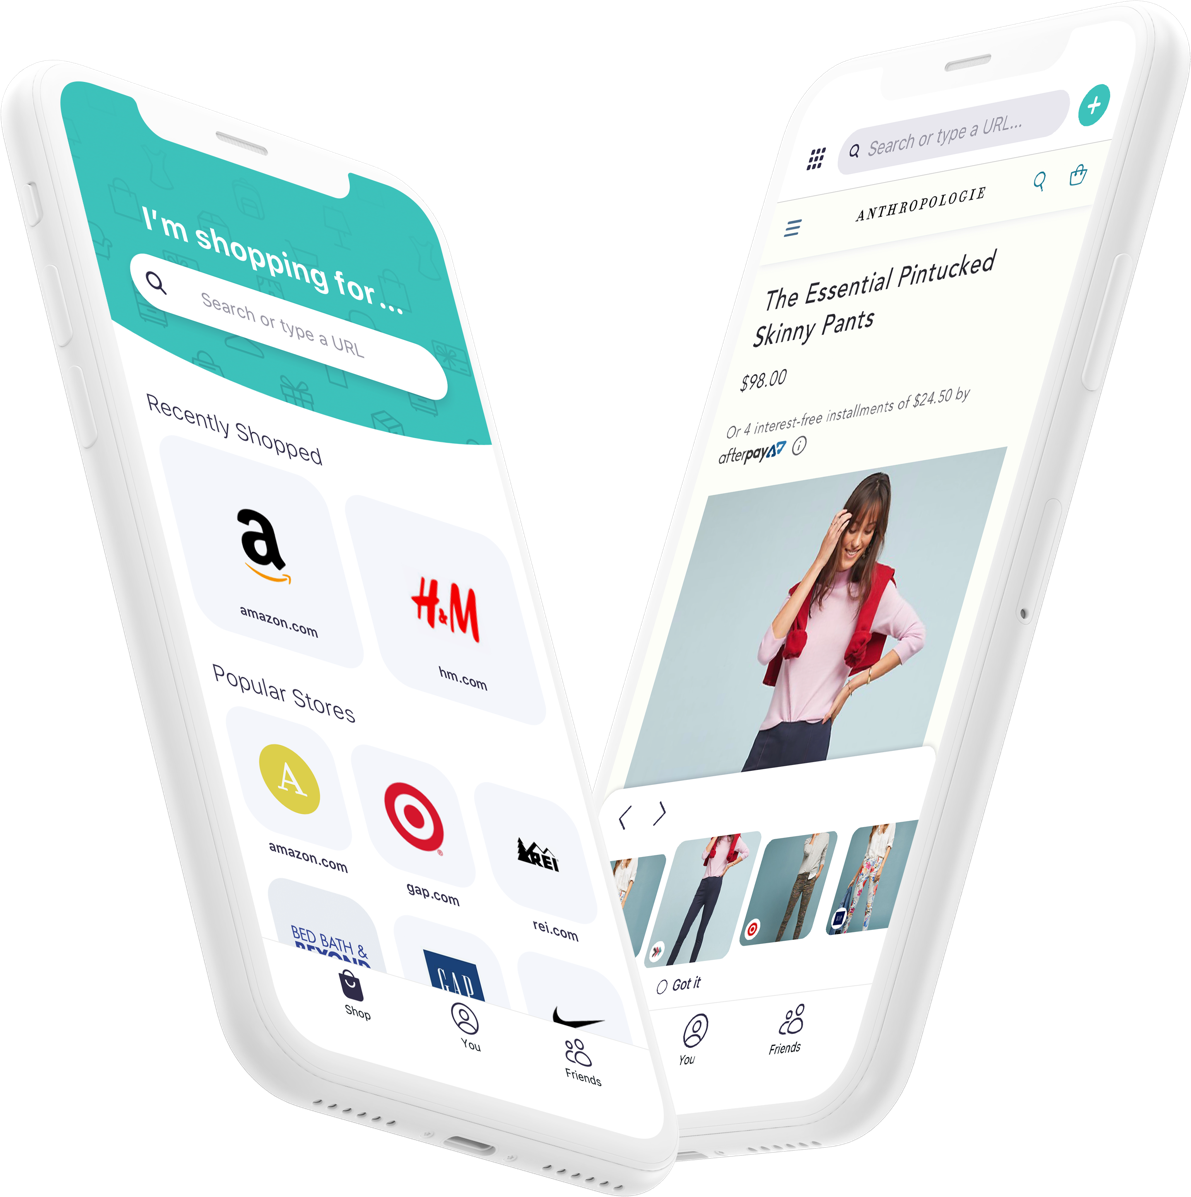 I'm shopping for...
Search or type a URL
Recently Shopped
a
amazon.com
H&M
hm.com
Popular Stores
A
amazon.com
gap.com
REI
rei.com
BED BATH &
BEYOND
GAP
Shop
You
Friends
Search or type a URL...
ANTHROPOLOGIE
The Essential Pintucked
Skinny Pants
$98.00
Or 4 interest-free installments of $24.50 by
afterpay
Got it
You
Friends